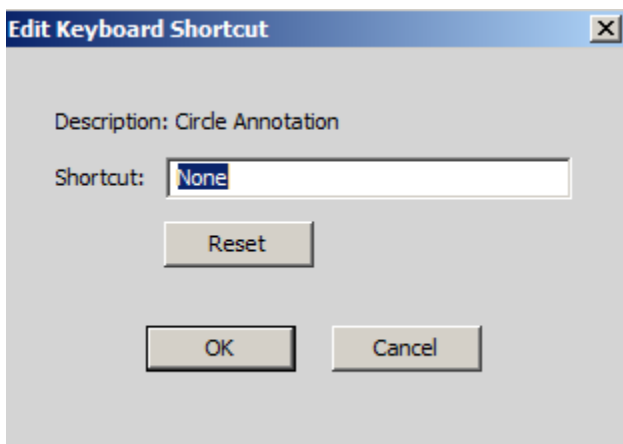 Edit Keyboard Shortcut
Description: Circle Annotation
Shortcut: None
Reset
OK Cancel